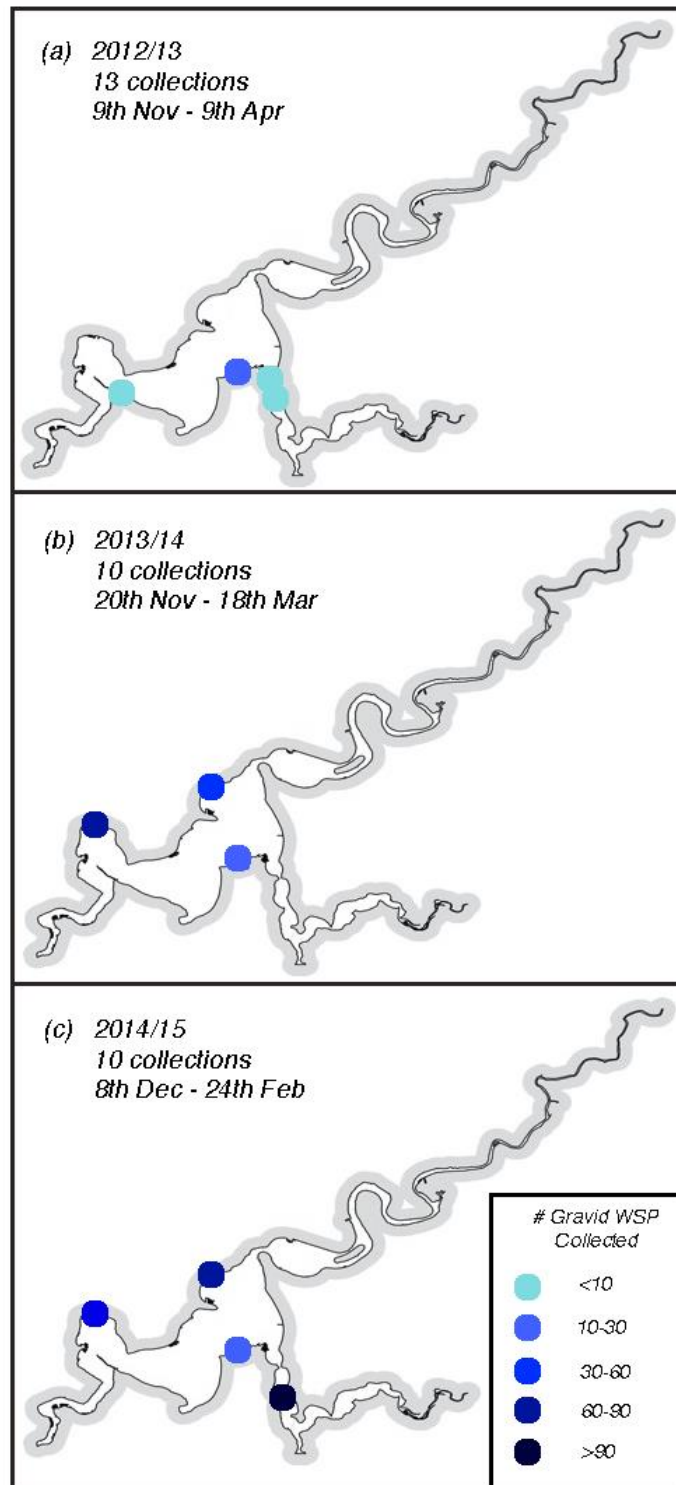 (a) 2012/13
13 collections
9th Nov - 9th Apr
(b) 2013/14
10 collections
20th Nov - 18th Mar
(c) 2014/15
10 collections
8th Dec - 24th Feb
# Gravid WSP
Collected
<10
10-30
30-60
60-90
>90